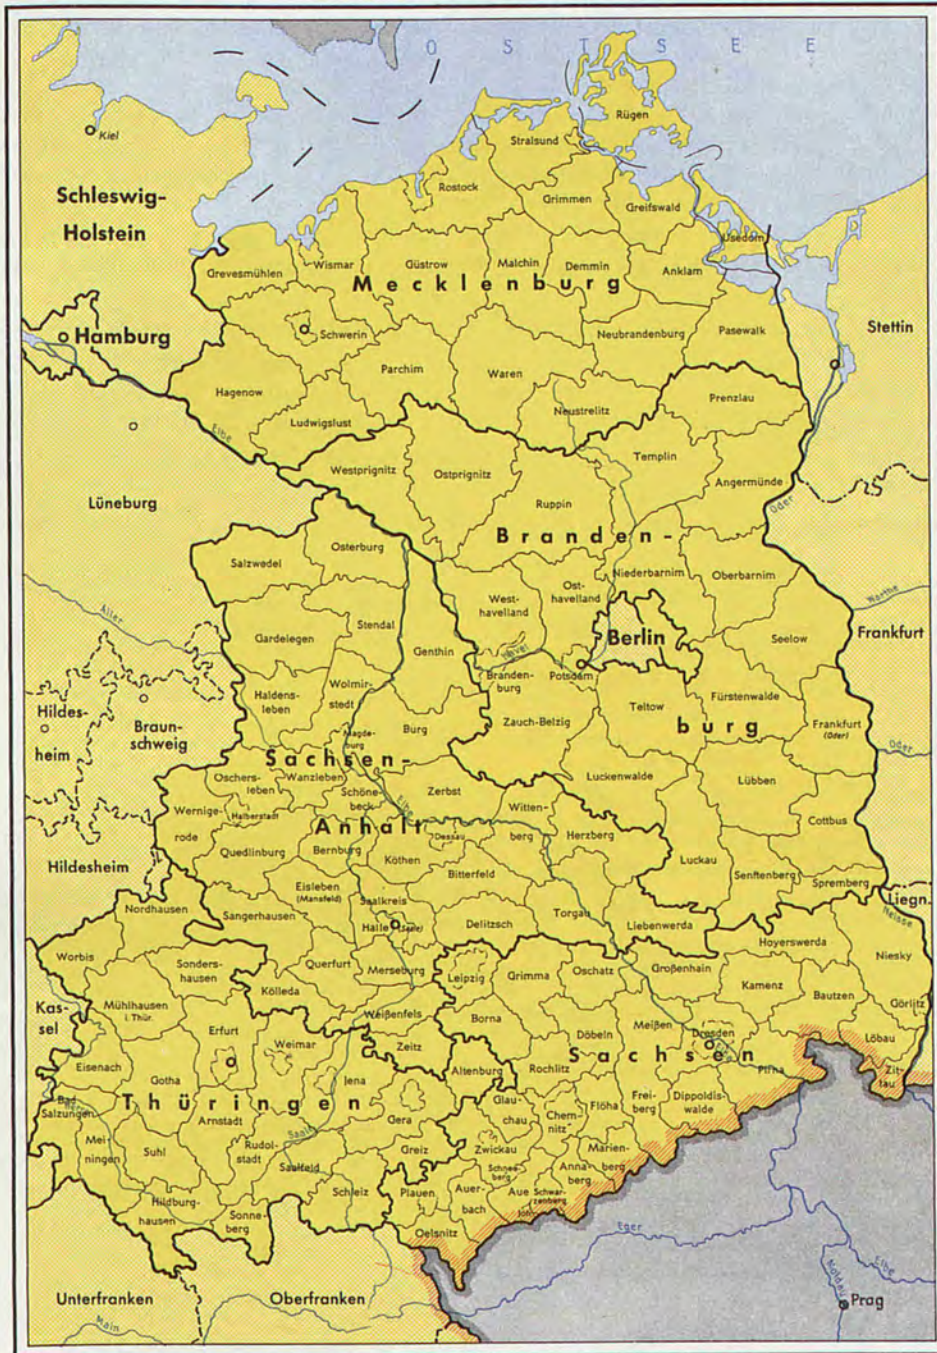 OSTSEE
Kiel
Rügen
Stralsund
Schleswig-
Holstein
Rostock
Grimmen
Greifswald
Usedom
Grevesmühlen
Wismar
Güstrow
Malchin
Demmin
Anklam
Mecklenburg
Hamburg
Schwerin
Neubrandenburg
Pasewalk
Stettin
Hagenow
Parchim
Waren
Neustrelitz
Prenzlau
Ludwigslust
Elbe
Westprignitz
Ostprignitz
Templin
Angermünde
Lüneburg
Ruppin
Oder
Branden-
Salzwedel
Osterburg
Niederbarnim
Oberbarnim
West-
havelland
Ost-
havelland
Warthe
Aller
Stendal
Gardelegen
Genthin
Berlin
Seelow
Frankfurt
Havel
Branden-
burg
Potsdam
Haldens-
leben
Wolmir-
stedt
Teltow
Fürstenwalde
Hildes-
heim
Braun-
schweig
Burg
Zauch-Belzig
burg
Frankfurt
(Oder)
Magde-
burg
Oder
Sachsen-
Oschers-
leben
Wanzleben
Schöne-
beck
Elbe
Zerbst
Luckenwalde
Lübben
Wernige-
rode
Halberstadt
Witten-
berg
Cottbus
Anhalt
Dessau
Herzberg
Quedlinburg
Bernburg
Köthen
Luckau
Hildesheim
Bitterfeld
Senftenberg
Spremberg
Eisleben
(Mansfeld)
Saalkreis
Liegn.
Nordhausen
Sangerhausen
Halle
(Saale)
Delitzsch
Torgau
Liebenwerda
Neisse
Worbis
Sonders-
hausen
Querfurt
Merseburg
Leipzig
Grimma
Oschatz
Großenhain
Hoyerswerda
Niesky
Kölleda
Kamenz
Kas-
sel
Mühlhausen
i. Thür.
Weißenfels
Borna
Bautzen
Görlitz
Erfurt
Weimar
Zeitz
Döbeln
Meißen
Dresden
Löbau
Sachsen
Eisenach
Gotha
Jena
Altenburg
Rochlitz
Pirna
Zit-
tau
Bad
Salzungen
Thüringen
Arnstadt
Gera
Glau-
chau
Chem-
nitz
Flöha
Frei-
berg
Dippoldis-
walde
Mei-
ningen
Suhl
Rudol-
stadt
Saale
Saalfeld
Greiz
Zwickau
Marien-
berg
Schnee-
berg
Anna-
berg
Hildburg-
hausen
Sonne-
berg
Schleiz
Plauen
Auer-
bach
Aue
Schwar-
zenberg
Oelsnitz
Eger
Elbe
Moldau
Unterfranken
Oberfranken
Main
Prag